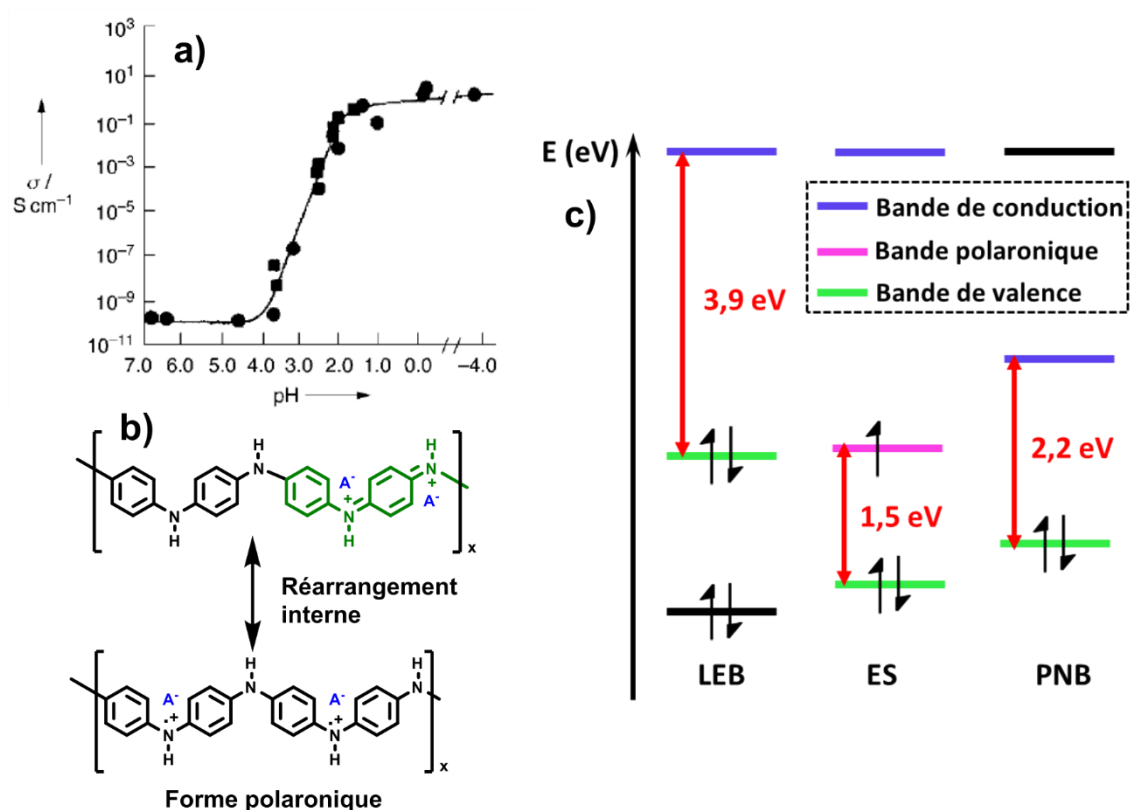 a)
10³
10¹
10⁻¹
10⁻³
10⁻⁵
10⁻⁷
10⁻⁹
10⁻¹¹
σ /
S cm⁻¹
7.0 6.0 5.0 4.0 3.0 2.0 1.0 0.0 −4.0
pH
b)
H
N
H
N
A⁻
+
N
H
H
N
+
A⁻
x
Réarrangement
interne
H
N
H
N
A⁻
.+
N
H
A⁻
.+
N
H
x
Forme polaronique
c)
E (eV)
Bande de conduction
Bande polaronique
Bande de valence
3,9 eV
1,5 eV
2,2 eV
LEB
ES
PNB